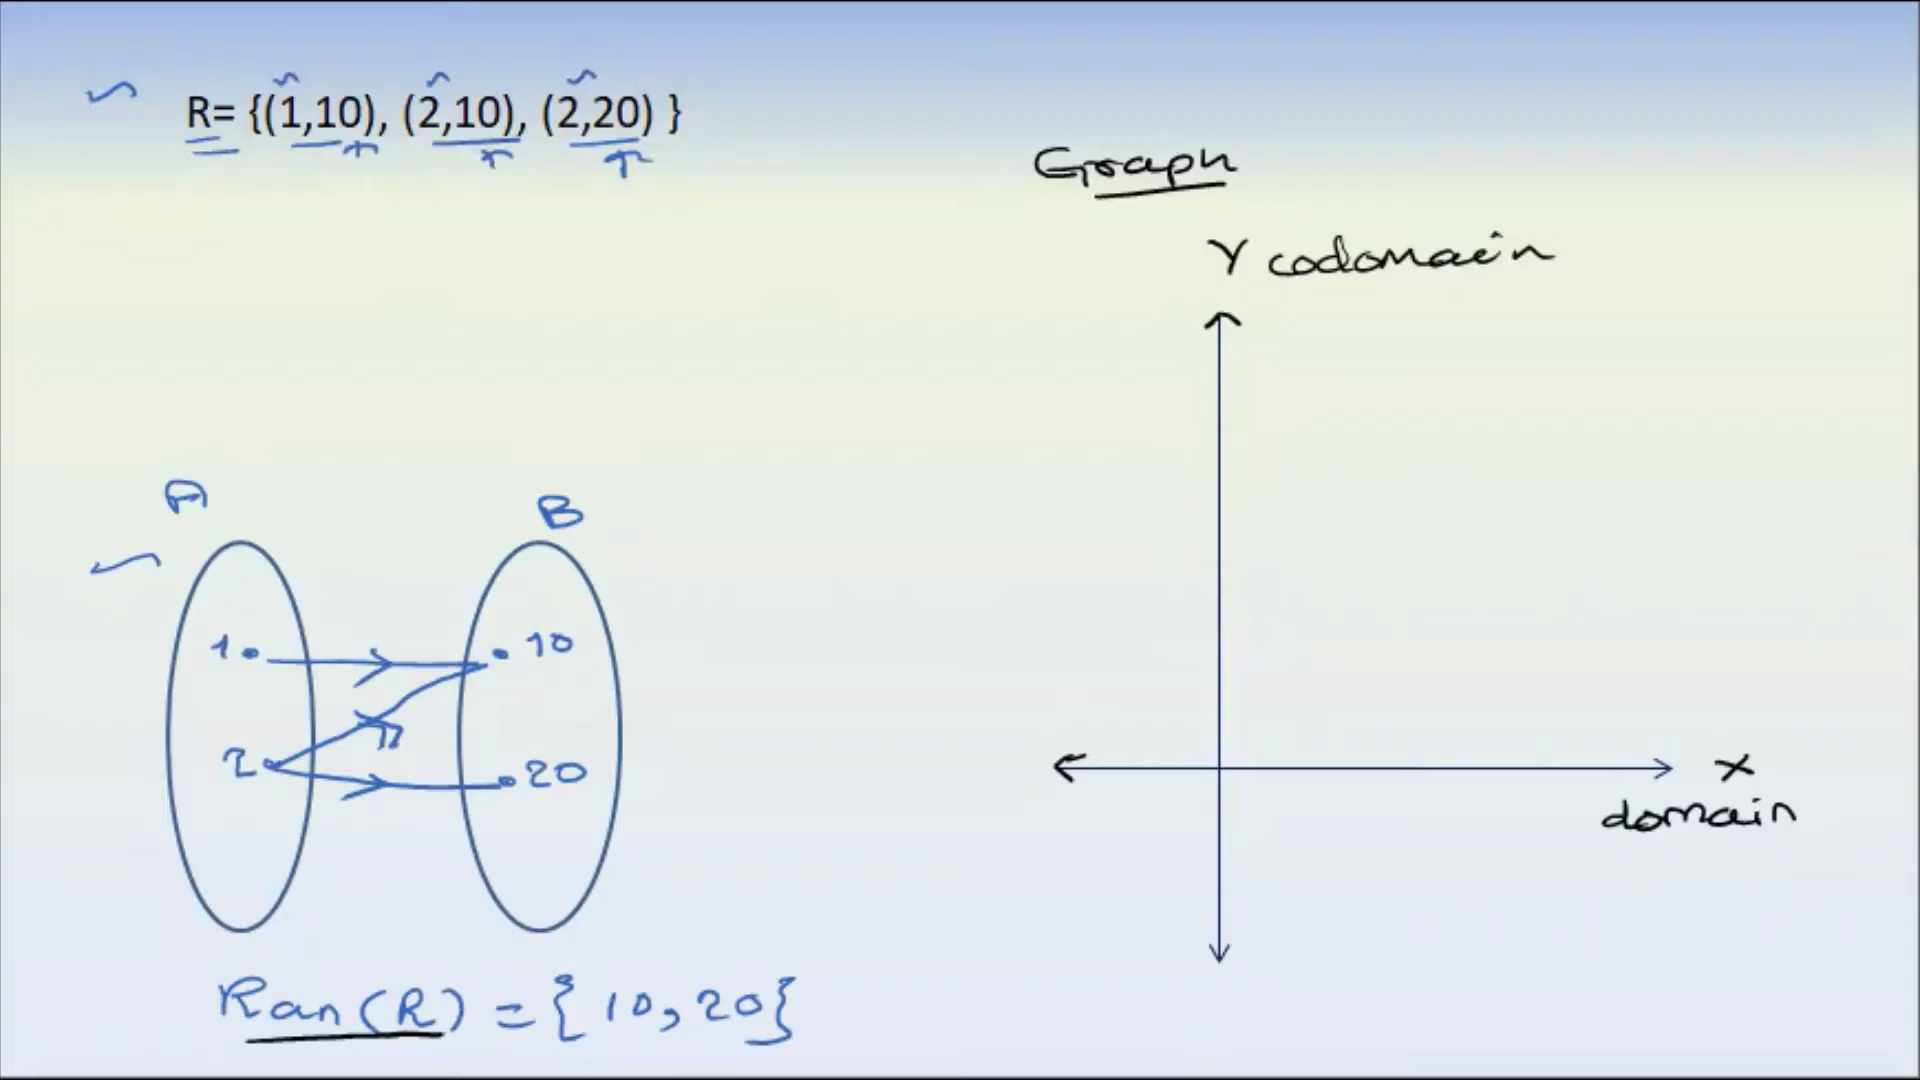 R= {(1,10), (2,10), (2,20) }
Graph
Y codomain
A
B
1
10
2
20
X
domain
Ran(R) = {10,20}